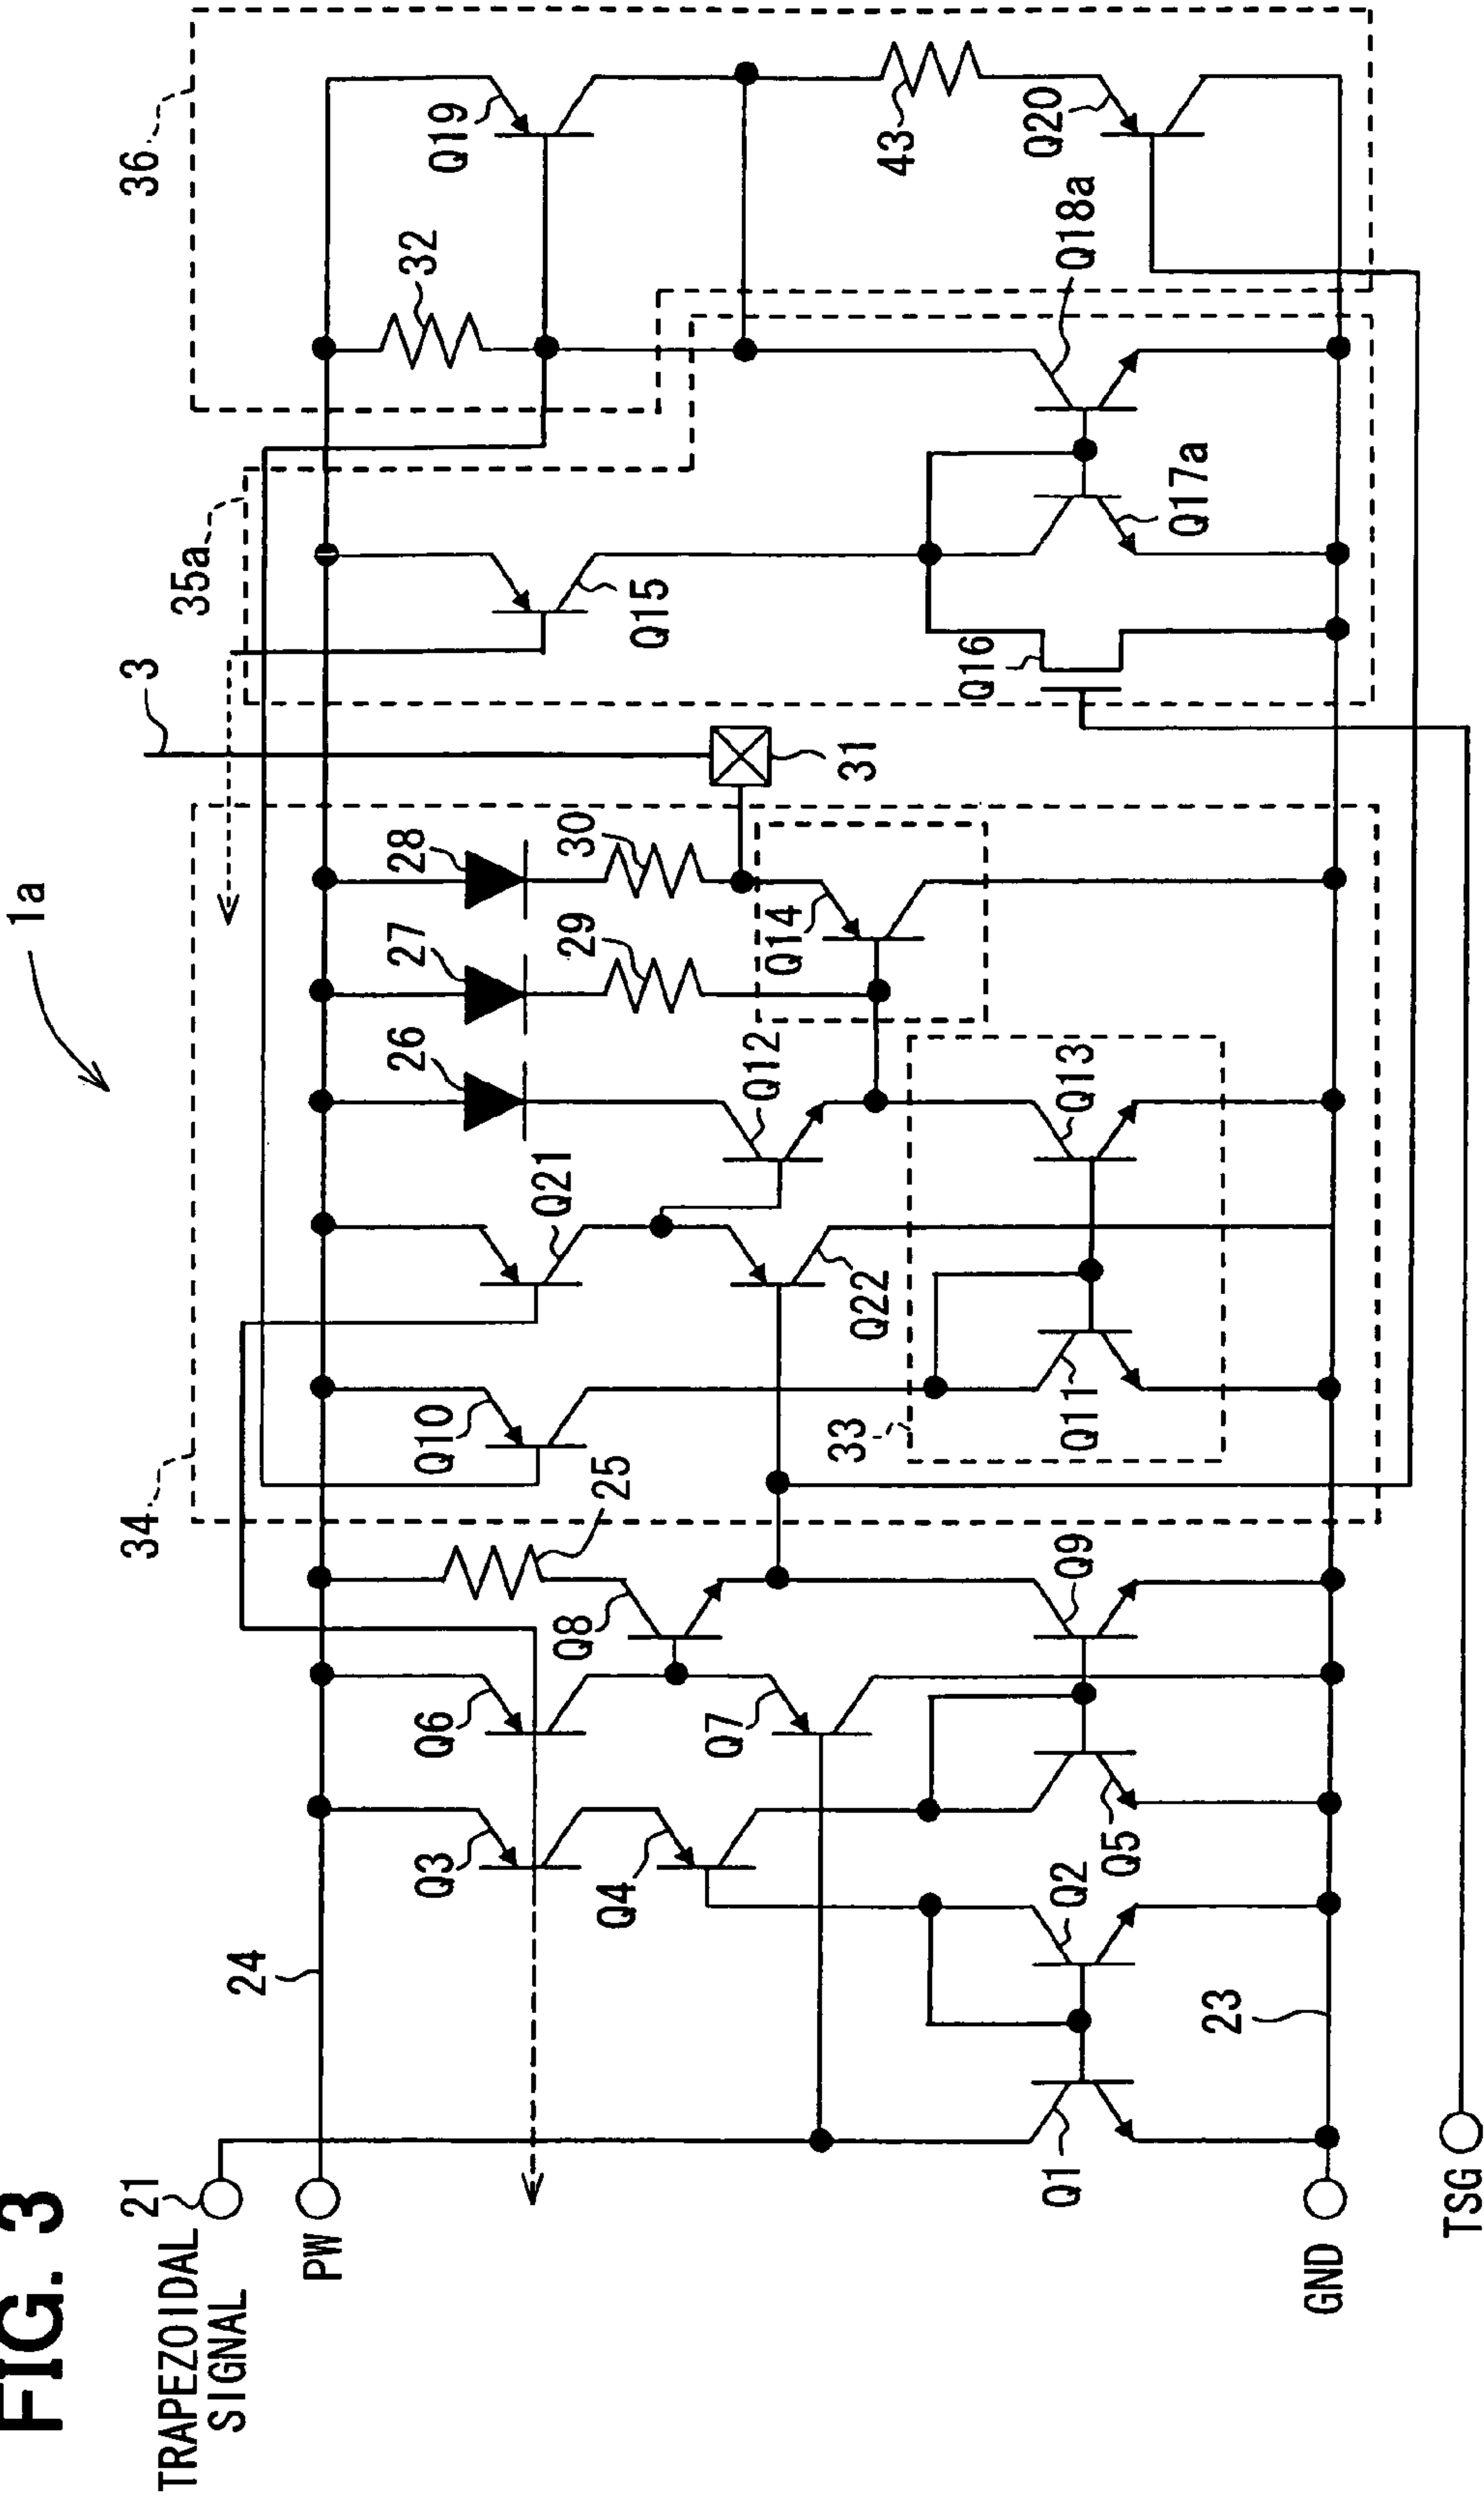 FIG. 3
1a
TRAPEZOIDAL
SIGNAL
21
PW
24
34
3
35a
36
Q3
Q6
25
Q10
Q21
26
27
28
29
30
Q15
32
Q19
Q4
Q7
Q8
Q22
Q12
Q14
31
33
Q16
43
Q1
Q2
Q5
Q9
Q11
Q13
Q17a
Q18a
Q20
23
GND
TSG